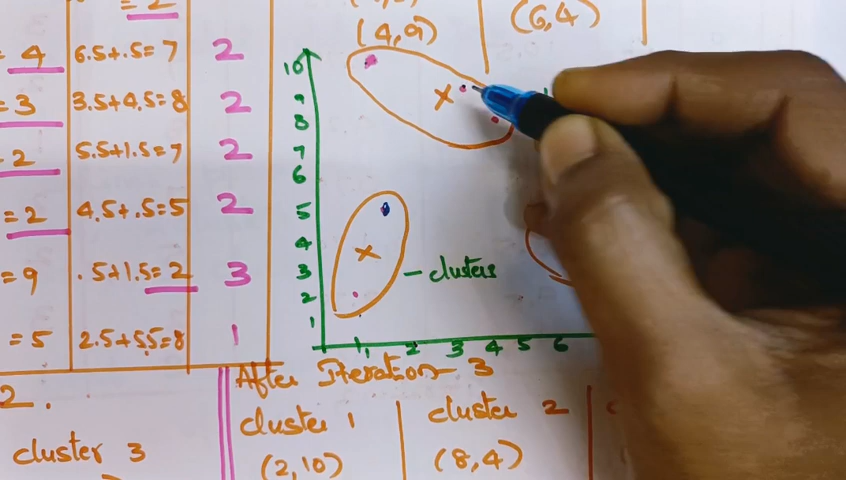 = 2
= 4 6.5+.5=7 2
= 3 3.5+4.5=8 2
2 5.5+1.5=7 2
= 2 4.5+.5=5 2
= 9 .5+1.5=2 3
= 5 2.5+5.5=8 1
2.
cluster 3
(4,9)
(6,4)
10
9
8
7
6
5
4
3
2
1
- clusters
1 2 3 4 5 6
After Iteration-3
cluster 1 cluster 2
(2,10) (8,4)